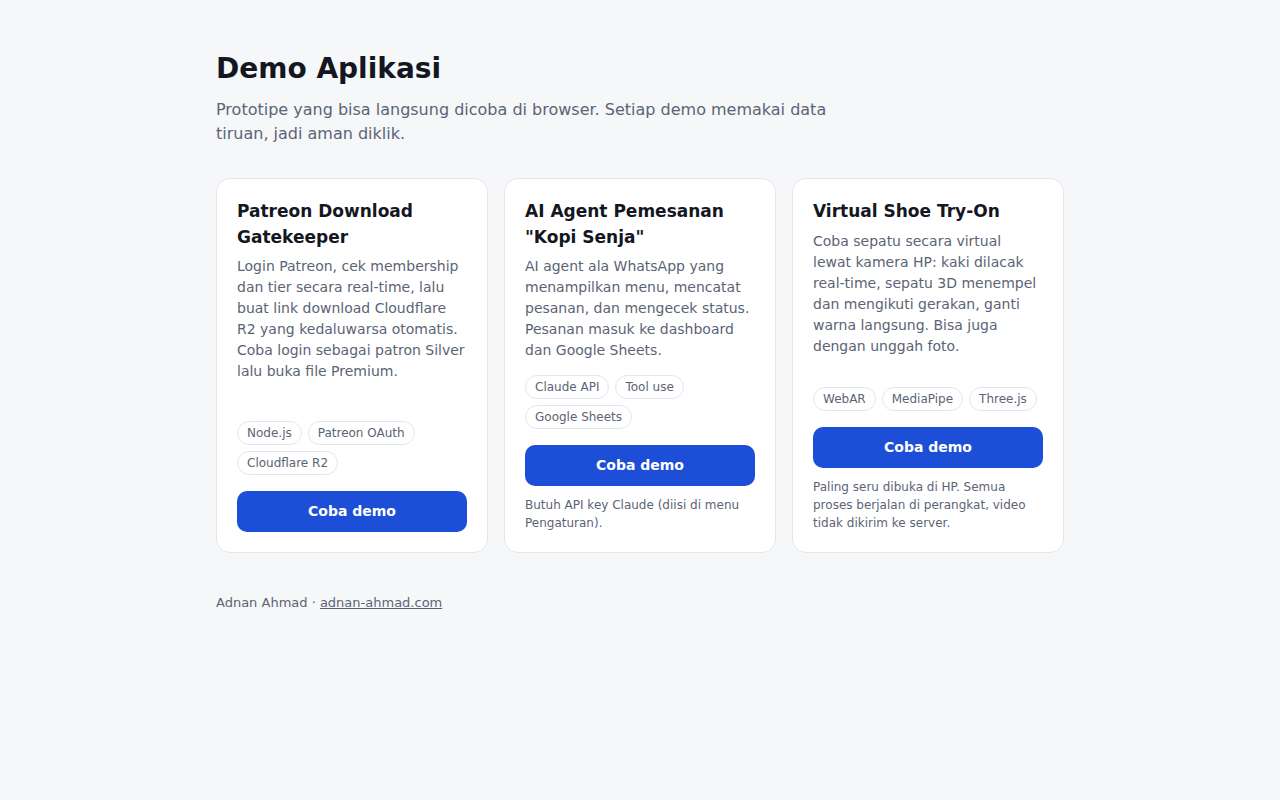 Demo Aplikasi
Prototipe yang bisa langsung dicoba di browser. Setiap demo memakai data
tiruan, jadi aman diklik.
Patreon Download
Gatekeeper
Login Patreon, cek membership
dan tier secara real-time, lalu
buat link download Cloudflare
R2 yang kedaluwarsa otomatis.
Coba login sebagai patron Silver
lalu buka file Premium.
Node.js
Patreon OAuth
Cloudflare R2
Coba demo
AI Agent Pemesanan
"Kopi Senja"
AI agent ala WhatsApp yang
menampilkan menu, mencatat
pesanan, dan mengecek status.
Pesanan masuk ke dashboard
dan Google Sheets.
Claude API
Tool use
Google Sheets
Coba demo
Butuh API key Claude (diisi di menu
Pengaturan).
Virtual Shoe Try-On
Coba sepatu secara virtual
lewat kamera HP: kaki dilacak
real-time, sepatu 3D menempel
dan mengikuti gerakan, ganti
warna langsung. Bisa juga
dengan unggah foto.
WebAR
MediaPipe
Three.js
Coba demo
Paling seru dibuka di HP. Semua
proses berjalan di perangkat, video
tidak dikirim ke server.
Adnan Ahmad · adnan-ahmad.com